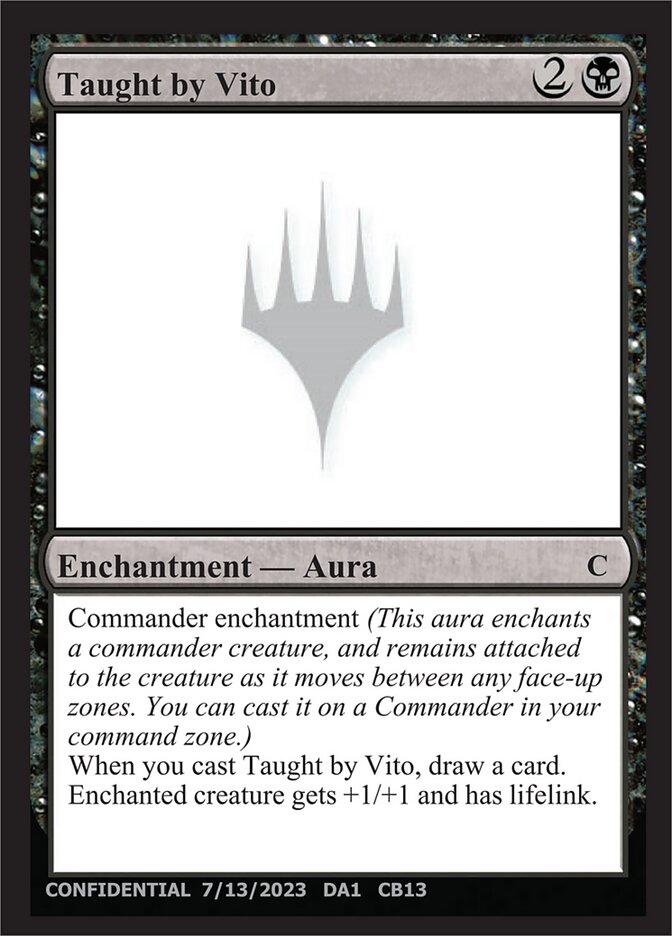 Taught by Vito 2
Enchantment — Aura C
Commander enchantment (This aura enchants
a commander creature, and remains attached
to the creature as it moves between any face-up
zones. You can cast it on a Commander in your
command zone.)
When you cast Taught by Vito, draw a card.
Enchanted creature gets +1/+1 and has lifelink.
CONFIDENTIAL 7/13/2023 DA1 CB13